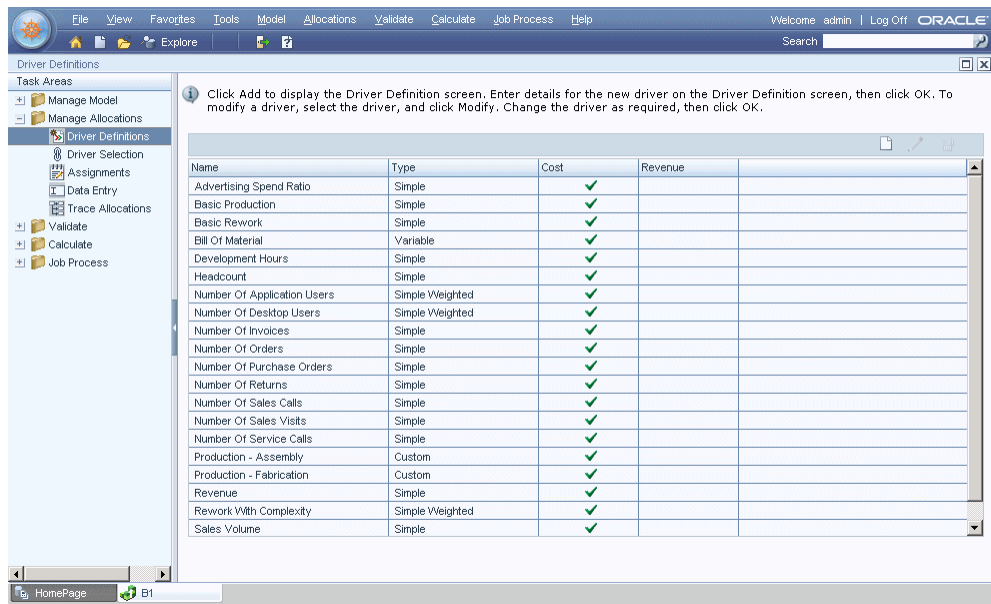 File View Favorites Tools Model Allocations Validate Calculate Job Process Help Welcome admin | Log Off ORACLE
Explore Search
Driver Definitions
Task Areas
Manage Model
Manage Allocations
Driver Definitions
Driver Selection
Assignments
Data Entry
Trace Allocations
Validate
Calculate
Job Process
Click Add to display the Driver Definition screen. Enter details for the new driver on the Driver Definition screen, then click OK. To
modify a driver, select the driver, and click Modify. Change the driver as required, then click OK.
Name Type Cost Revenue
Advertising Spend Ratio Simple
Basic Production Simple
Basic Rework Simple
Bill Of Material Variable
Development Hours Simple
Headcount Simple
Number Of Application Users Simple Weighted
Number Of Desktop Users Simple Weighted
Number Of Invoices Simple
Number Of Orders Simple
Number Of Purchase Orders Simple
Number Of Returns Simple
Number Of Sales Calls Simple
Number Of Sales Visits Simple
Number Of Service Calls Simple
Production - Assembly Custom
Production - Fabrication Custom
Revenue Simple
Rework With Complexity Simple Weighted
Sales Volume Simple
HomePage B1